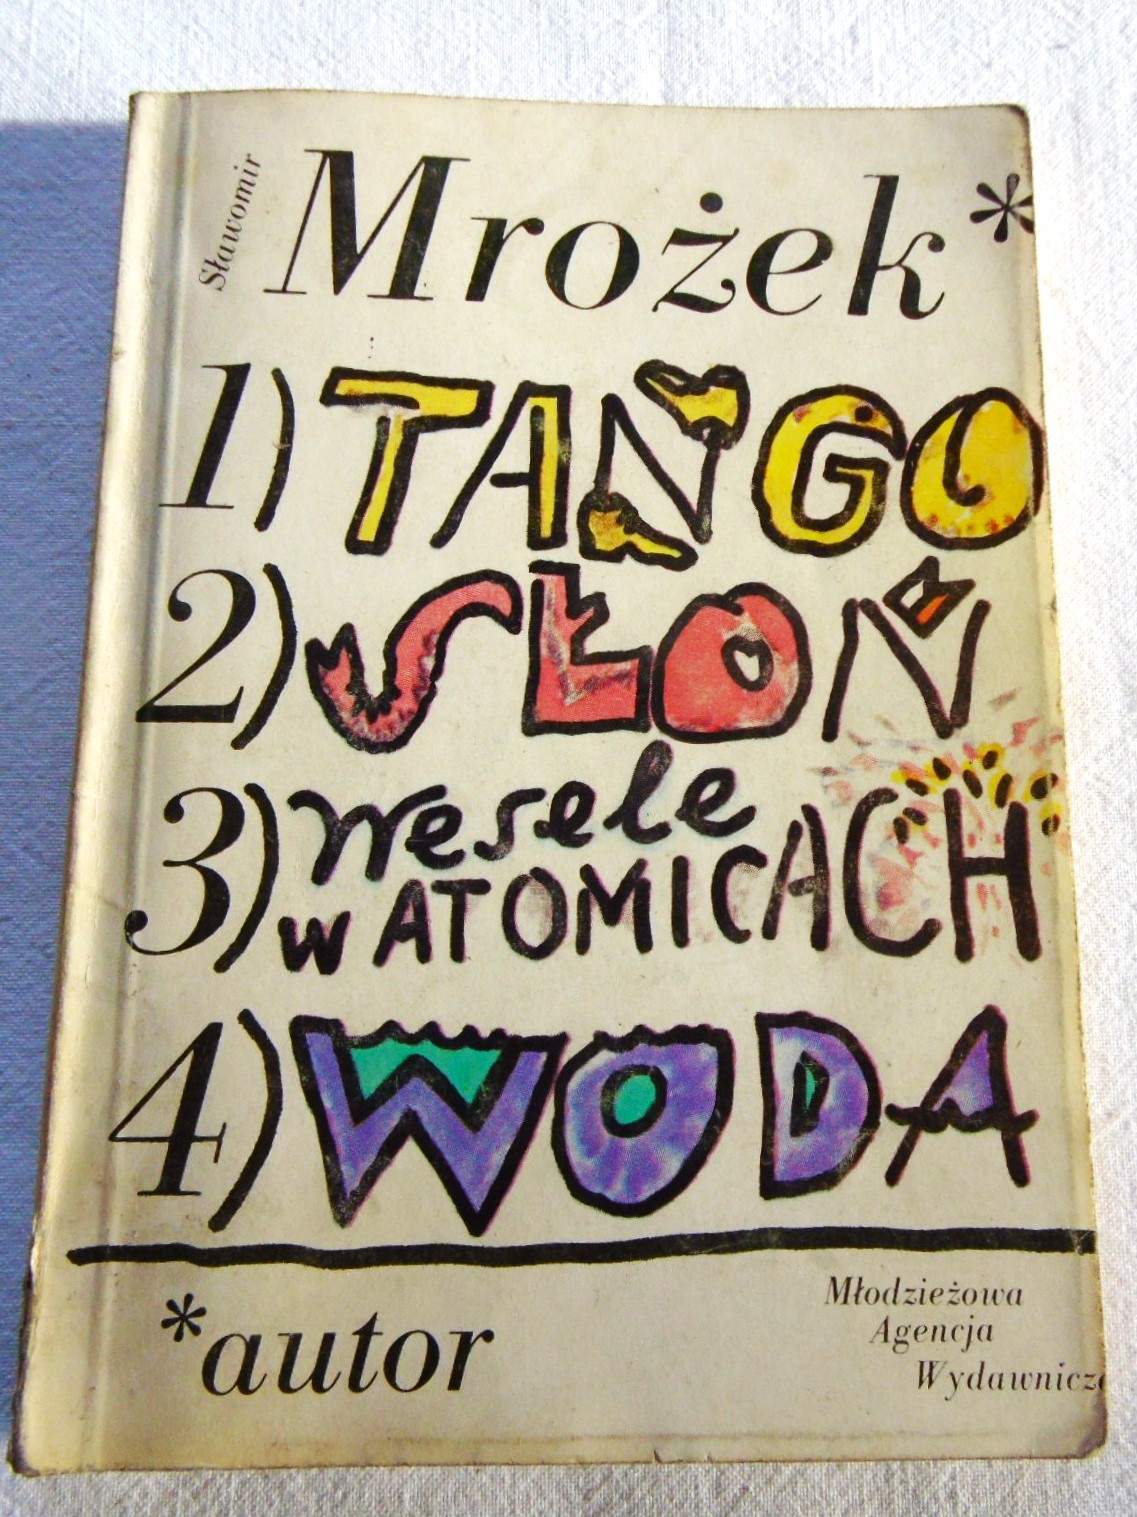 Sławomir
Mrożek*
1) TANGO
2) SŁOŃ
3) Wesele
w ATOMICACH
4) WODA
*autor
Młodzieżowa
Agencja
Wydawnicza